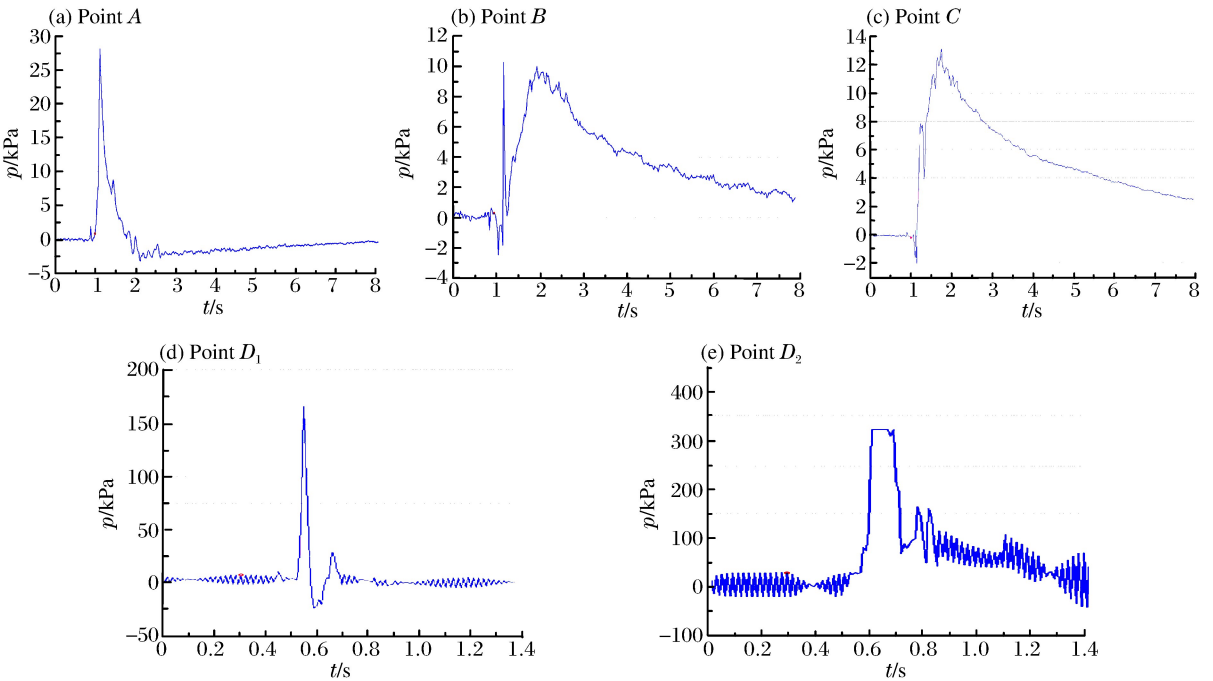 (a) Point A
(b) Point B
(c) Point C
30
25
20
15
10
5
0
−5
p/kPa
0 1 2 3 4 5 6 7 8
t/s
12
10
8
6
4
2
0
−2
−4
p/kPa
0 1 2 3 4 5 6 7 8
t/s
14
12
10
8
6
4
2
0
−2
p/kPa
0 1 2 3 4 5 6 7 8
t/s
(d) Point D₁
(e) Point D₂
200
150
100
50
0
−50
p/kPa
0 0.2 0.4 0.6 0.8 1.0 1.2 1.4
t/s
400
300
200
100
0
−100
p/kPa
0 0.2 0.4 0.6 0.8 1.0 1.2 1.4
t/s